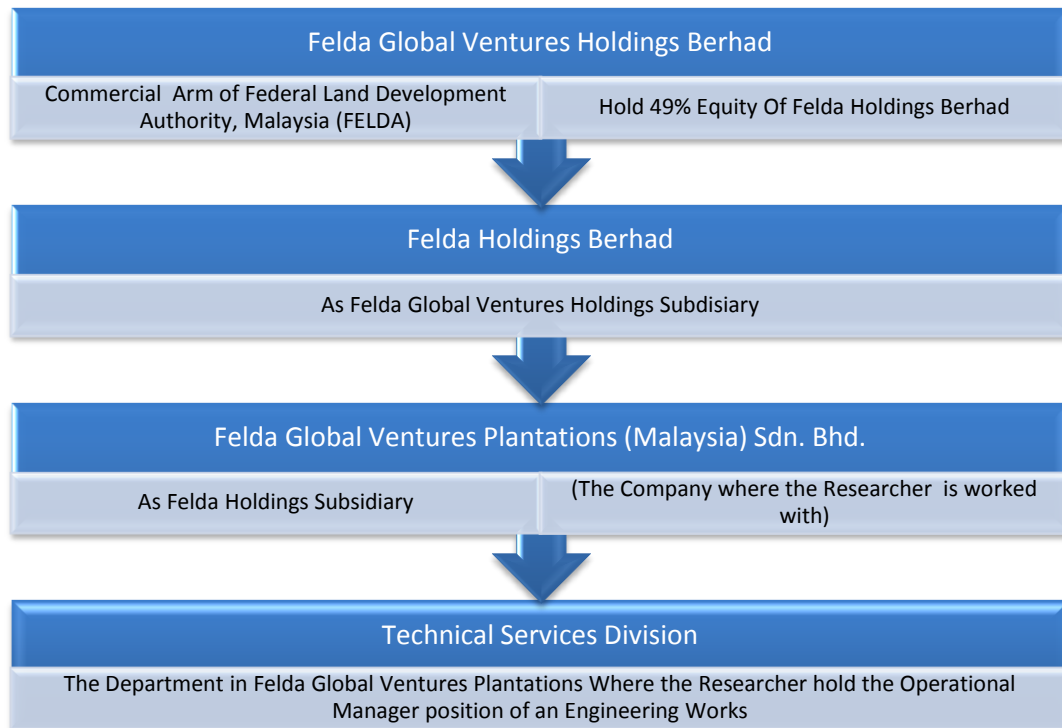 Felda Global Ventures Holdings Berhad
Commercial Arm of Federal Land Development
Authority, Malaysia (FELDA)
Hold 49% Equity Of Felda Holdings Berhad
Felda Holdings Berhad
As Felda Global Ventures Holdings Subdisiary
Felda Global Ventures Plantations (Malaysia) Sdn. Bhd.
As Felda Holdings Subsidiary
(The Company where the Researcher is worked
with)
Technical Services Division
The Department in Felda Global Ventures Plantations Where the Researcher hold the Operational
Manager position of an Engineering Works